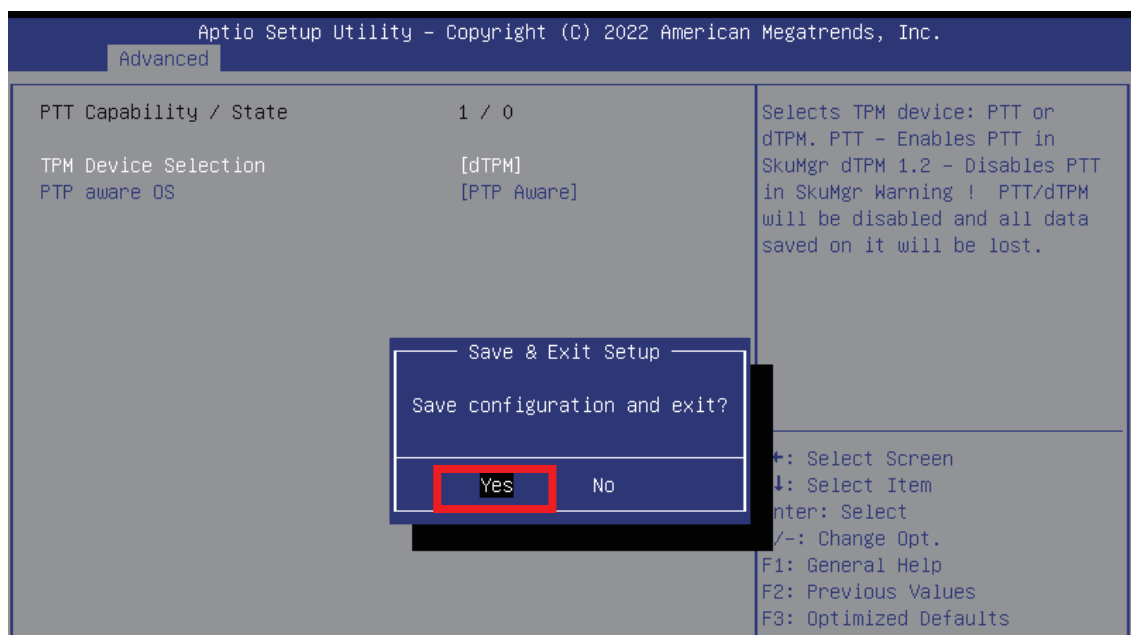 Aptio Setup Utility – Copyright (C) 2022 American Megatrends, Inc.
Advanced
PTT Capability / State 1 / 0
TPM Device Selection [dTPM]
PTP aware OS [PTP Aware]
Selects TPM device: PTT or
dTPM. PTT – Enables PTT in
SkuMgr dTPM 1.2 – Disables PTT
in SkuMgr Warning ! PTT/dTPM
will be disabled and all data
saved on it will be lost.
Save & Exit Setup
Save configuration and exit?
Yes No
←: Select Screen
↓: Select Item
nter: Select
/-: Change Opt.
F1: General Help
F2: Previous Values
F3: Optimized Defaults